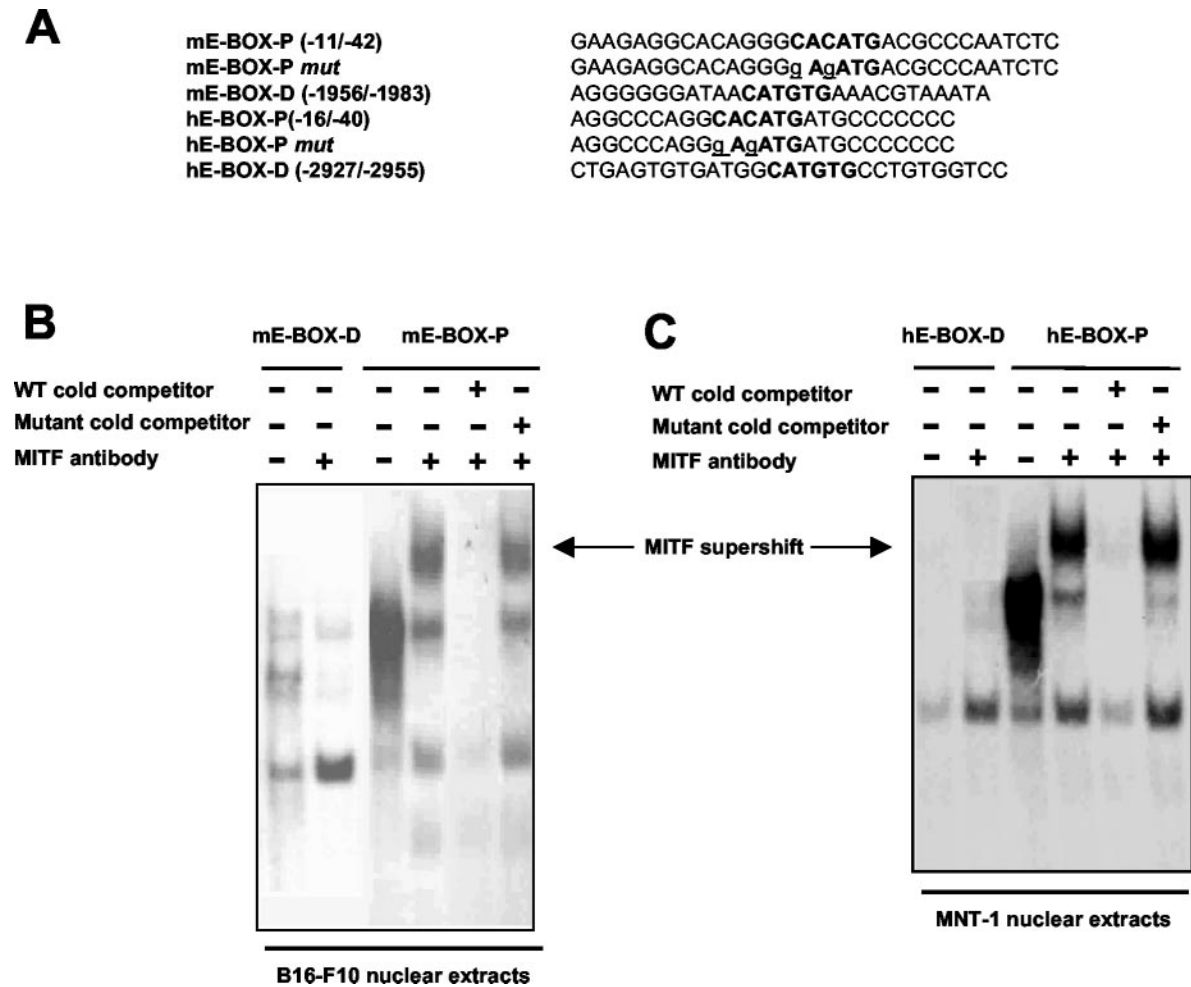 A
mE-BOX-P (-11/-42) GAAGAGGCACAGGGCACATGACGCCCAATCTC
mE-BOX-P mut GAAGAGGCACAGGGg AgATGACGCCCAATCTC
mE-BOX-D (-1956/-1983) AGGGGGGATAACATGTGAAACGTAAATA
hE-BOX-P(-16/-40) AGGCCCAGGCACATGATGCCCCCCC
hE-BOX-P mut AGGCCCAGGg AgATGATGCCCCCCC
hE-BOX-D (-2927/-2955) CTGAGTGTGATGGCATGTGCCTGTGGTCC
B
mE-BOX-D mE-BOX-P
WT cold competitor - - - - + -
Mutant cold competitor - - - - - +
MITF antibody - + - + + +
B16-F10 nuclear extracts
MITF supershift
C
hE-BOX-D hE-BOX-P
WT cold competitor - - - - + -
Mutant cold competitor - - - - - +
MITF antibody - + - + + +
MNT-1 nuclear extracts